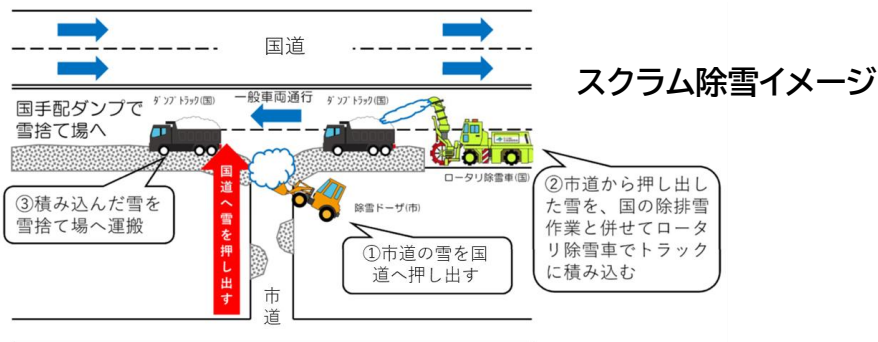 国道
スクラム除雪イメージ
国手配ダンプで
雪捨て場へ
ﾀﾞﾝﾌﾟﾄﾗｯｸ(国)
一般車両通行
ﾀﾞﾝﾌﾟﾄﾗｯｸ(国)
ロータリ除雪車(国)
③積み込んだ雪を
雪捨て場へ運搬
国道へ雪を押し出す
除雪ドーザ(市)
①市道の雪を国
道へ押し出す
②市道から押し出し
た雪を、国の除排雪
作業と併せてロータ
リ除雪車でトラック
に積み込む
市道